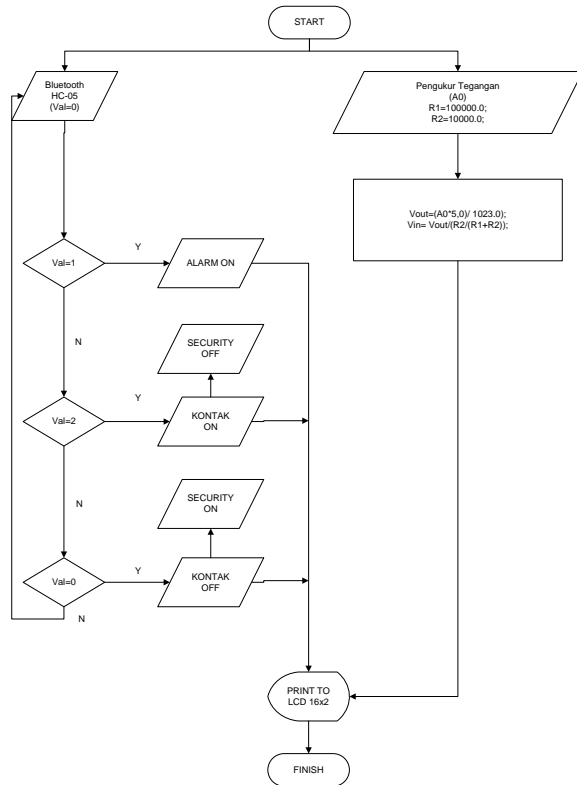 START
Bluetooth
HC-05
(Val=0)
Pengukur Tegangan
(A0)
R1=100000.0;
R2=10000.0;
Vout=(A0*5,0)/ 1023.0);
Vin= Vout/(R2/(R1+R2));
Val=1
Y
ALARM ON
N
SECURITY
OFF
Val=2
Y
KONTAK
ON
N
SECURITY
ON
Val=0
Y
KONTAK
OFF
N
PRINT TO
LCD 16x2
FINISH